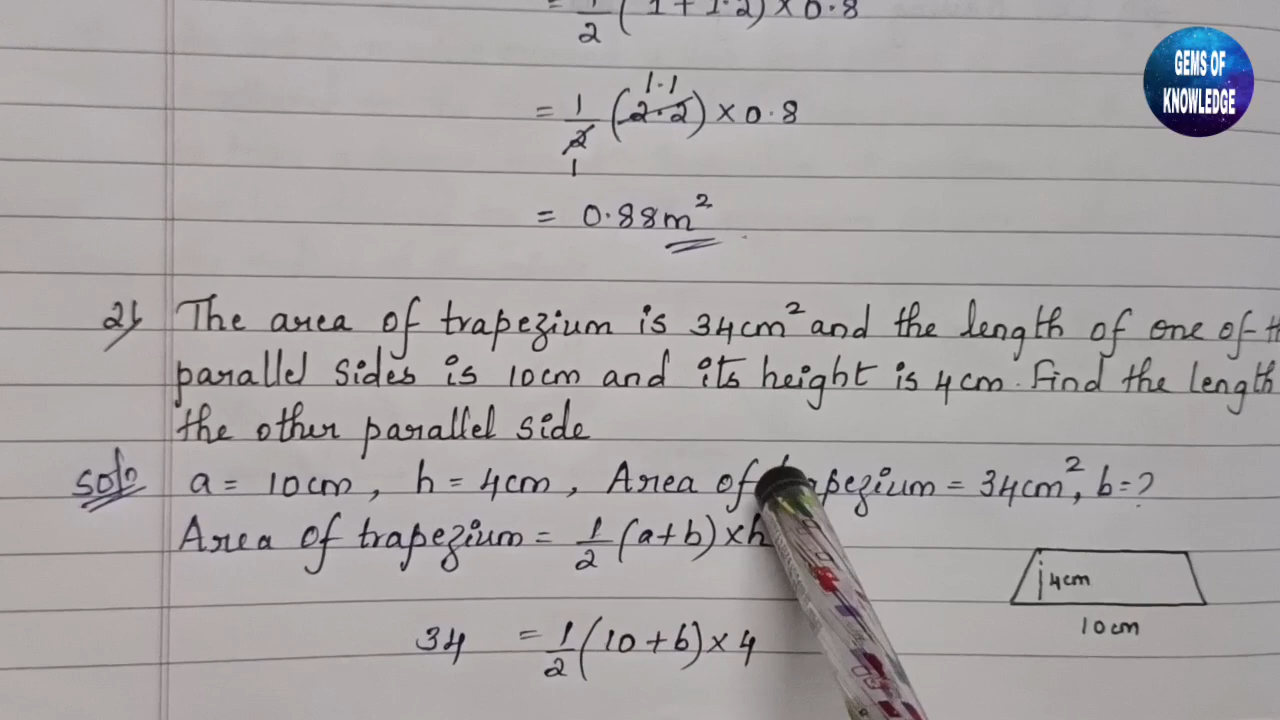 = 1/2 (1 + 1.2) × 0.8
GEMS OF
KNOWLEDGE
1.1
= 1/2 (2.2) × 0.8
1
= 0.88m²
2) The area of trapezium is 34cm² and the length of one of
parallel sides is 10cm and its height is 4cm. Find the length
the other parallel side
Soln a = 10cm, h = 4cm, Area of trapezium = 34cm², b = ?
Area of trapezium = 1/2 (a+b) × h
4cm
10cm
34 = 1/2 (10 + b) × 4